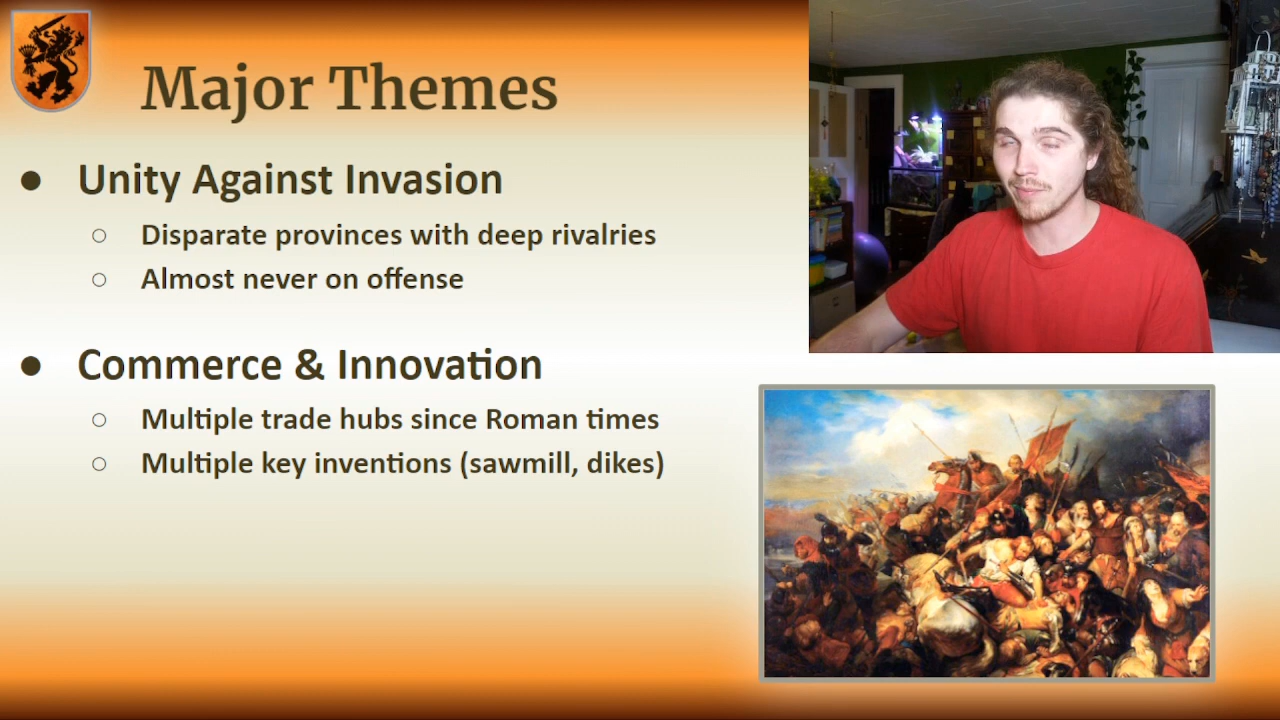 Major Themes
● Unity Against Invasion
○ Disparate provinces with deep rivalries
○ Almost never on offense
● Commerce & Innovation
○ Multiple trade hubs since Roman times
○ Multiple key inventions (sawmill, dikes)